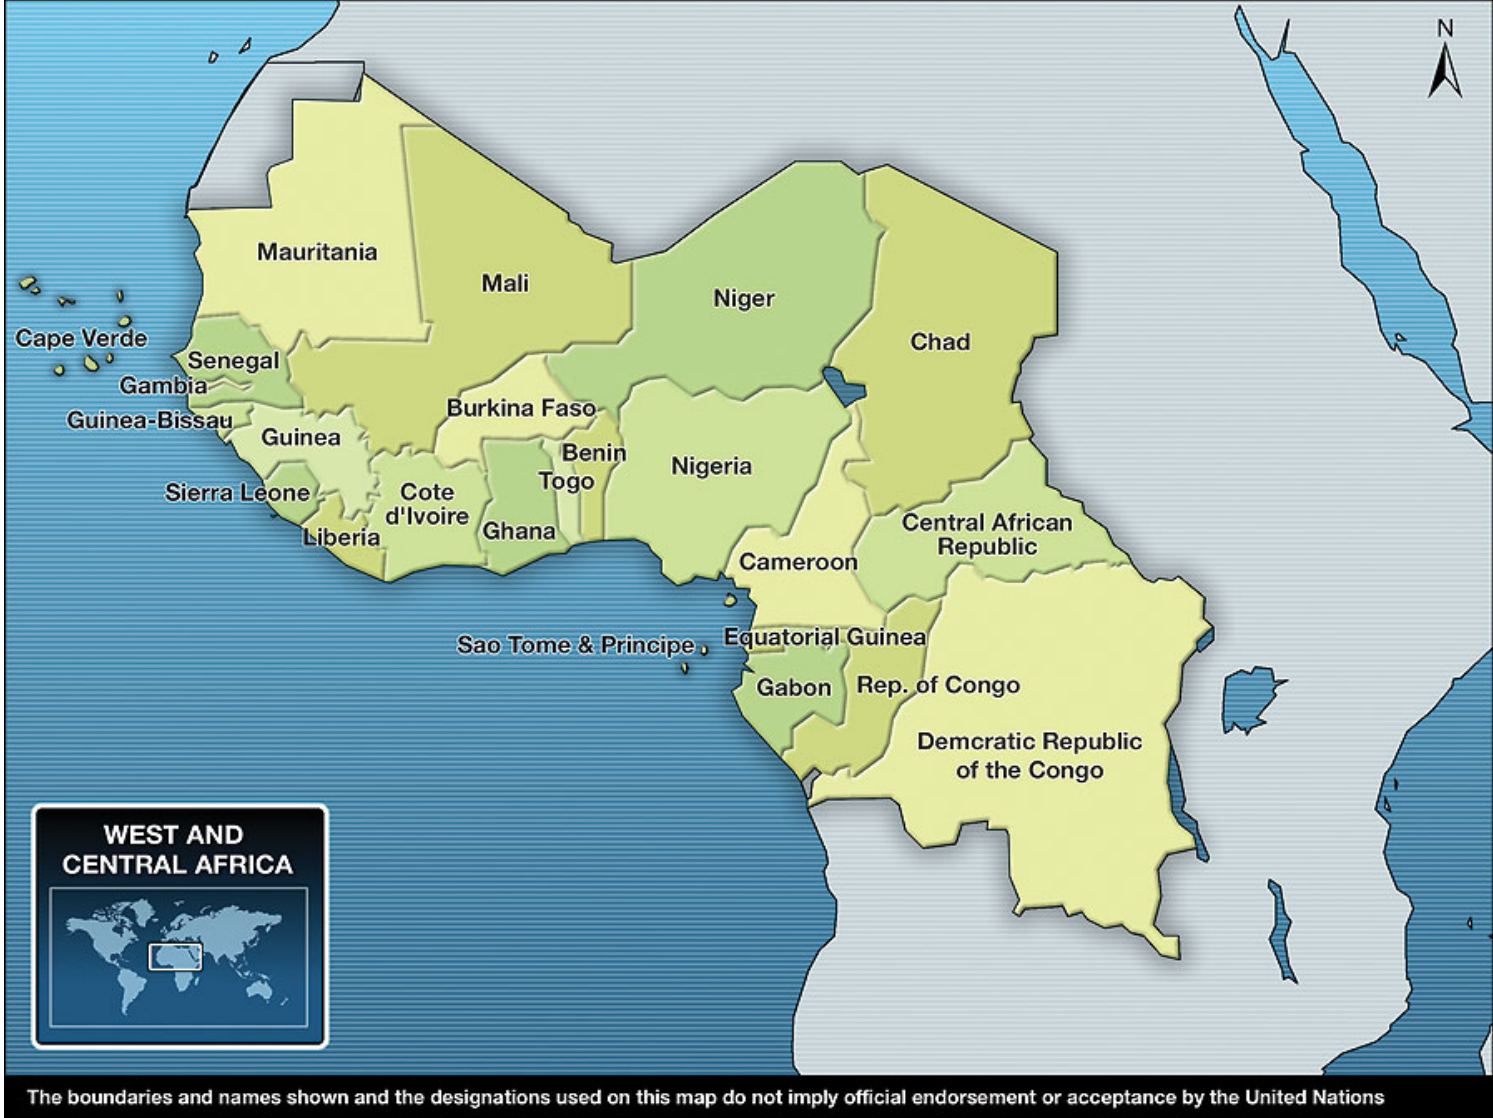 N
Mauritania
Mali
Niger
Chad
Cape Verde
Senegal
Gambia
Guinea-Bissau
Guinea
Burkina Faso
Benin
Togo
Nigeria
Sierra Leone
Cote
d'Ivoire
Ghana
Liberia
Central African
Republic
Cameroon
Sao Tome & Principe
Equatorial Guinea
Gabon
Rep. of Congo
Demcratic Republic
of the Congo
WEST AND
CENTRAL AFRICA
The boundaries and names shown and the designations used on this map do not imply official endorsement or acceptance by the United Nations